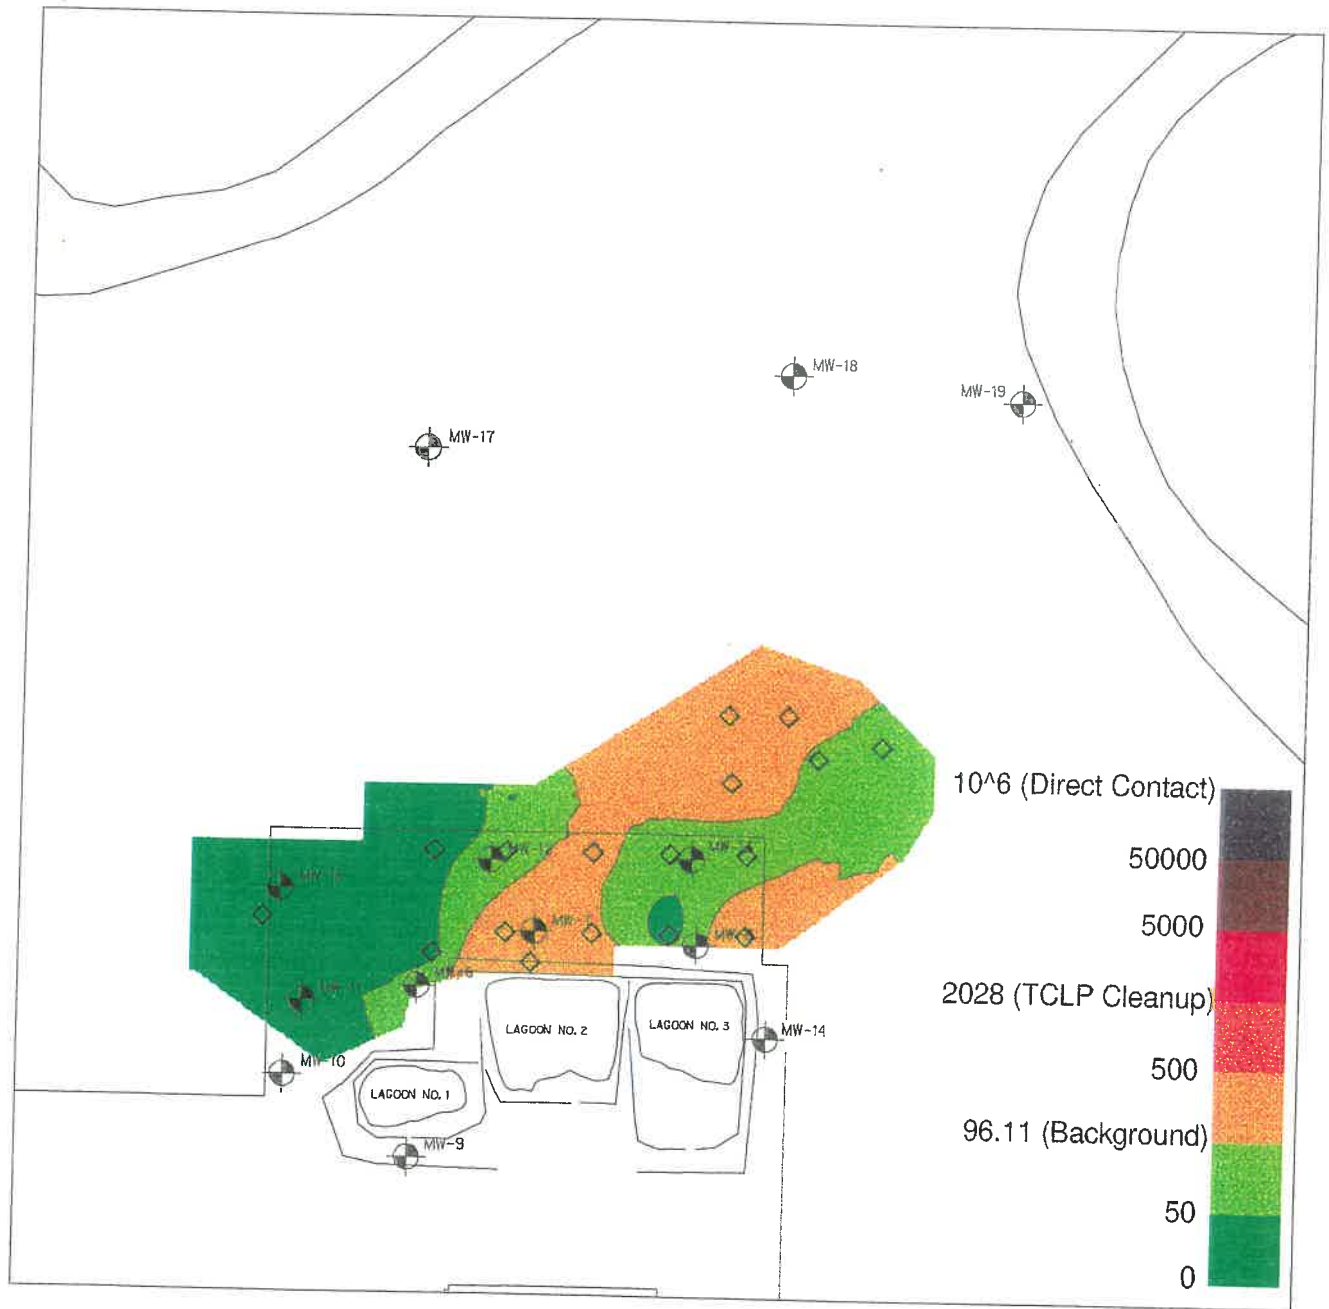 MW-18
MW-19
MW-17
10^6 (Direct Contact)
50000
5000
2028 (TCLP Cleanup)
500
96.11 (Background)
50
0
LAGOON NO. 2
LAGOON NO. 3
MW-14
MW-10
LAGOON NO. 1
MW-9